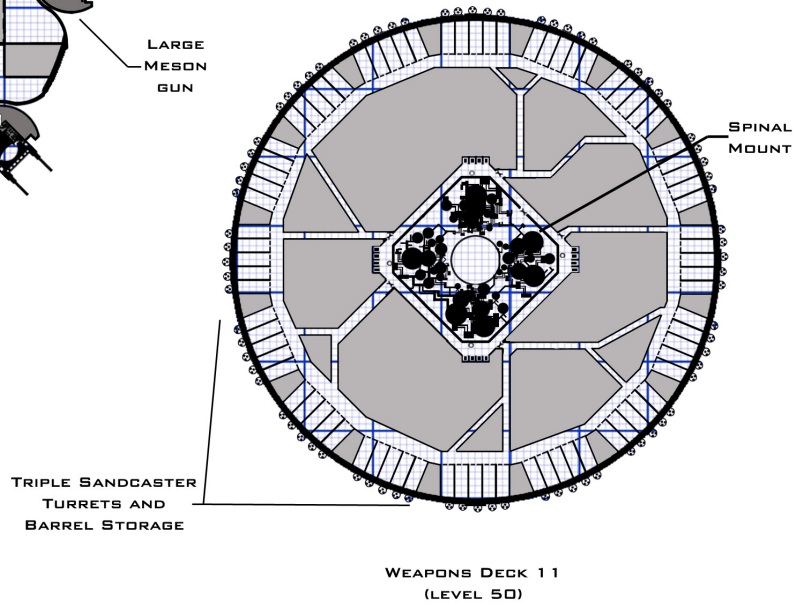 LARGE
MESON
GUN
SPINAL
MOUNT
TRIPLE SANDCASTER
TURRETS AND
BARREL STORAGE
WEAPONS DECK 11
(LEVEL 50)